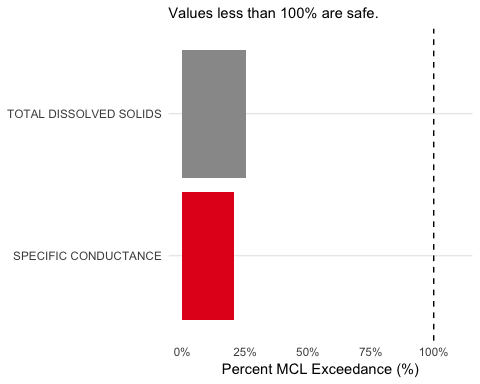 Values less than 100% are safe.
TOTAL DISSOLVED SOLIDS
SPECIFIC CONDUCTANCE
0% 25% 50% 75% 100%
Percent MCL Exceedance (%)